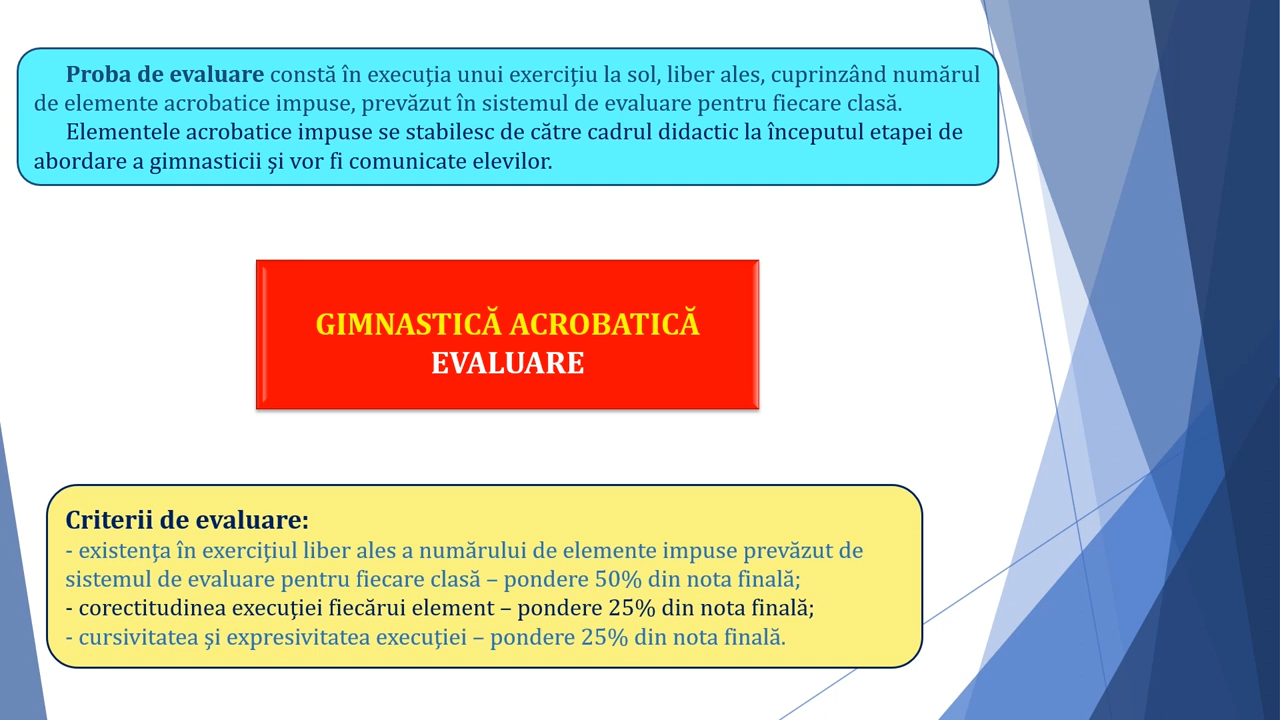 Proba de evaluare constă în execuţia unui exerciţiu la sol, liber ales, cuprinzând numărul
de elemente acrobatice impuse, prevăzut în sistemul de evaluare pentru fiecare clasă.
Elementele acrobatice impuse se stabilesc de către cadrul didactic la începutul etapei de
abordare a gimnasticii şi vor fi comunicate elevilor.
GIMNASTICĂ ACROBATICĂ
EVALUARE
Criterii de evaluare:
- existenţa în exerciţiul liber ales a numărului de elemente impuse prevăzut de
sistemul de evaluare pentru fiecare clasă – pondere 50% din nota finală;
- corectitudinea execuţiei fiecărui element – pondere 25% din nota finală;
- cursivitatea şi expresivitatea execuţiei – pondere 25% din nota finală.